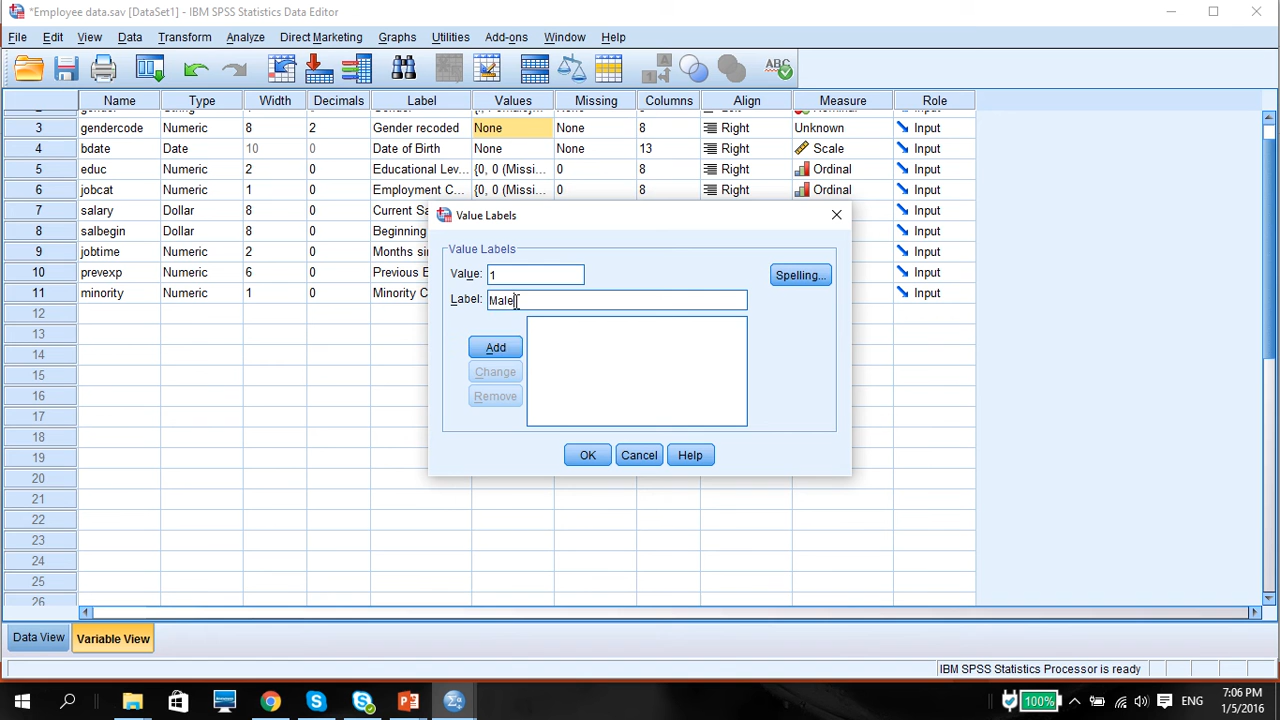 *Employee data.sav [DataSet1] - IBM SPSS Statistics Data Editor
File Edit View Data Transform Analyze Direct Marketing Graphs Utilities Add-ons Window Help
Name Type Width Decimals Label Values Missing Columns Align Measure Role
3 gendercode Numeric 8 2 Gender recoded None None 8 Right Unknown Input
4 bdate Date 10 0 Date of Birth None None 13 Right Scale Input
5 educ Numeric 2 0 Educational Lev... {0, 0 (Missi... 0 8 Right Ordinal Input
6 jobcat Numeric 1 0 Employment C... {0, 0 (Missi... 0 8 Right Ordinal Input
7 salary Dollar 8 0 Current Sa Input
8 salbegin Dollar 8 0 Beginning Input
9 jobtime Numeric 2 0 Months sin Input
10 prevexp Numeric 6 0 Previous E Input
11 minority Numeric 1 0 Minority C Input
12
13
14
15
16
17
18
19
20
21
22
23
24
25
26
Value Labels
Value Labels
Value: 1
Spelling...
Label: Male
Add
Change
Remove
OK Cancel Help
Data View Variable View
IBM SPSS Statistics Processor is ready
100% ENG
7:06 PM
1/5/2016